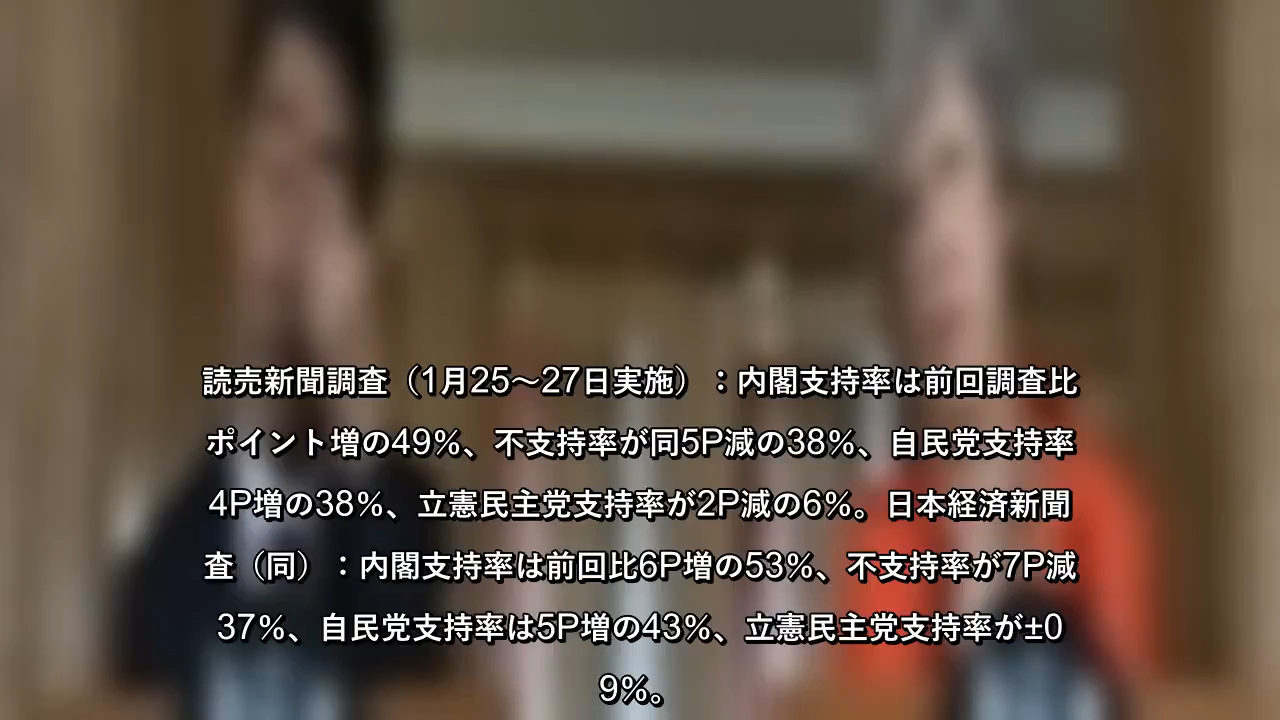 読売新聞調査（1月25～27日実施）：内閣支持率は前回調査比
ポイント増の49%、不支持率が同5P減の38%、自民党支持率
4P増の38%、立憲民主党支持率が2P減の6%。日本経済新聞
査（同）：内閣支持率は前回比6P増の53%、不支持率が7P減
37%、自民党支持率は5P増の43%、立憲民主党支持率が±0
9%。